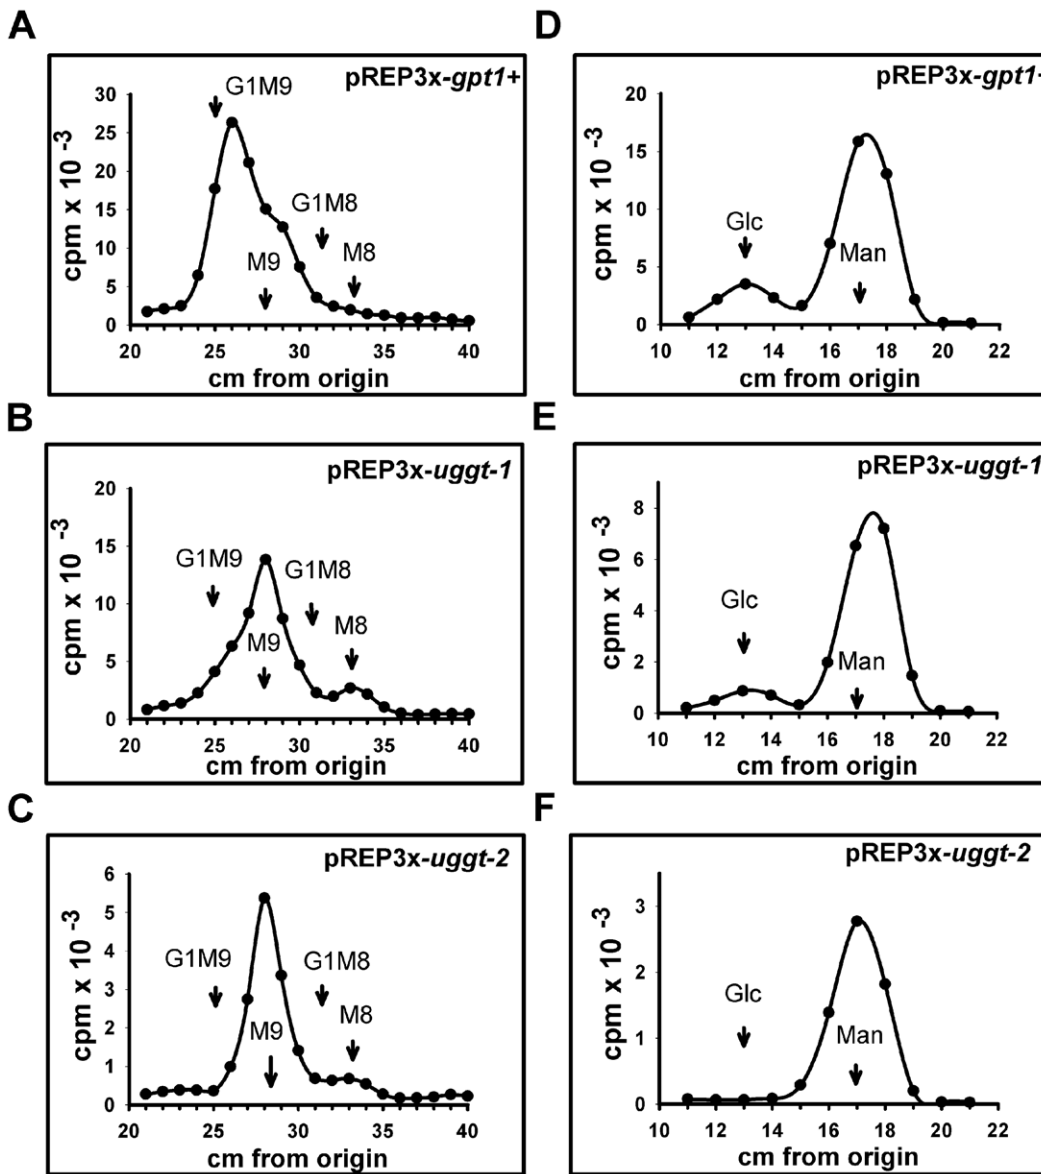 A
pREP3x-gpt1+
G1M9
G1M8
M9
M8
cpm x 10 -3
30
25
20
15
10
5
0
20 25 30 35 40
cm from origin
D
pREP3x-gpt1+
Glc
Man
cpm x 10 -3
20
15
10
5
0
10 12 14 16 18 20 22
cm from origin
B
pREP3x-uggt-1
G1M9
G1M8
M9
M8
cpm x 10 -3
20
15
10
5
0
20 25 30 35 40
cm from origin
E
pREP3x-uggt-1
Glc
Man
cpm x 10 -3
8
6
4
2
0
10 12 14 16 18 20 22
cm from origin
C
pREP3x-uggt-2
G1M9
G1M8
M9
M8
cpm x 10 -3
6
5
4
3
2
1
0
20 25 30 35 40
cm from origin
F
pREP3x-uggt-2
Glc
Man
cpm x 10 -3
3
2
1
0
10 12 14 16 18 20 22
cm from origin